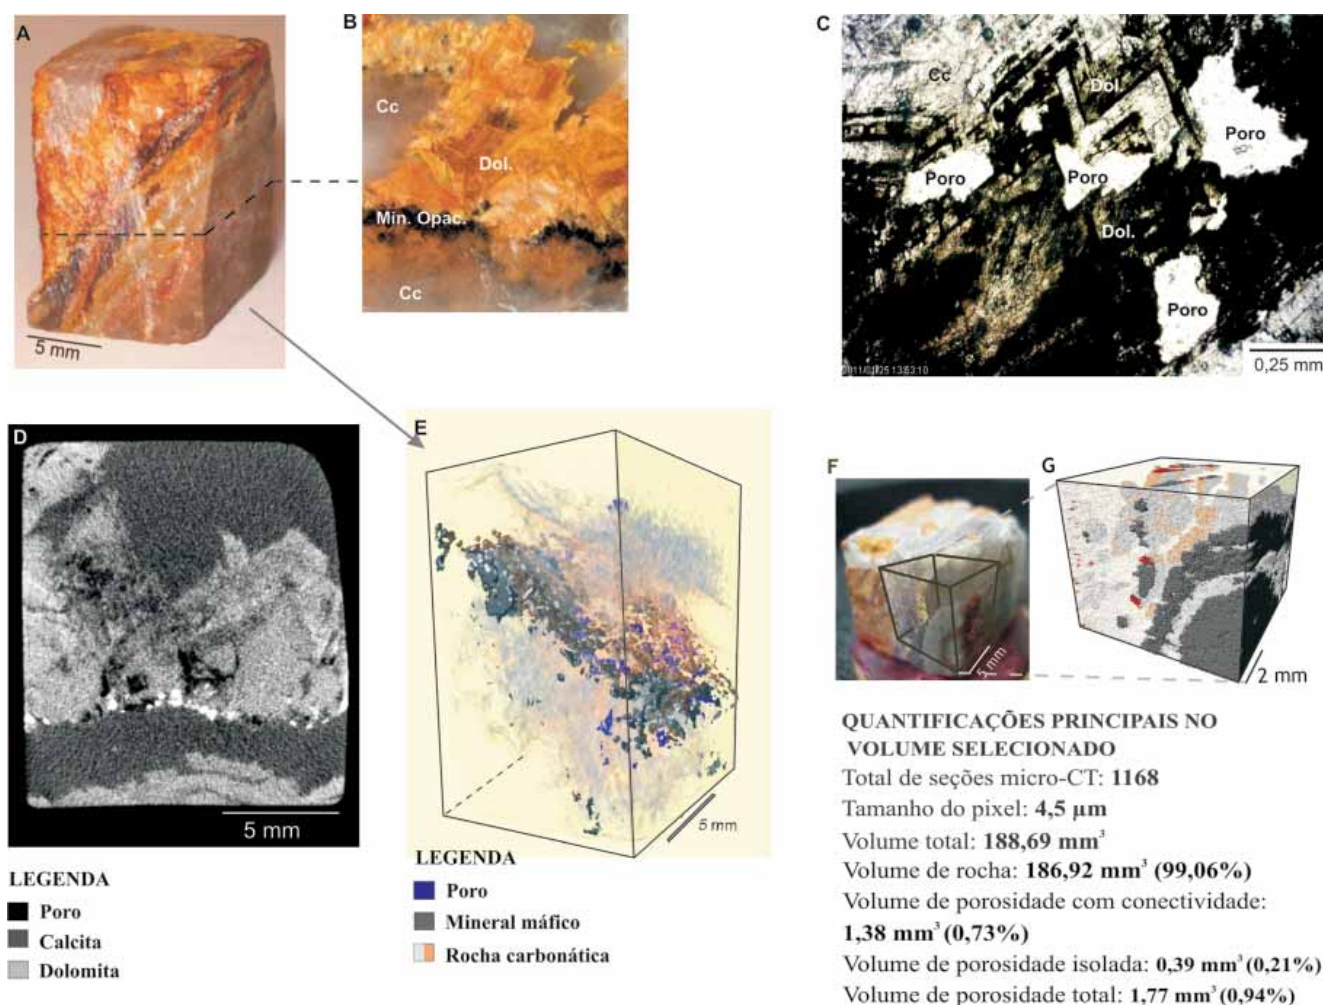 A
B
Cc
Dol.
Min. Opac.
Cc
5 mm
C
Cc
Dol.
Poro
Poro
Poro
Dol.
Poro
0,25 mm
D
5 mm
LEGENDA
Poro
Calcita
Dolomita
E
5 mm
LEGENDA
Poro
Mineral máfico
Rocha carbonática
F
5 mm
G
2 mm
QUANTIFICAÇÕES PRINCIPAIS NO
VOLUME SELECIONADO
Total de seções micro-CT: 1168
Tamanho do pixel: 4,5 µm
Volume total: 188,69 mm³
Volume de rocha: 186,92 mm³ (99,06%)
Volume de porosidade com conectividade:
1,38 mm³ (0,73%)
Volume de porosidade isolada: 0,39 mm³ (0,21%)
Volume de porosidade total: 1,77 mm³ (0,94%)